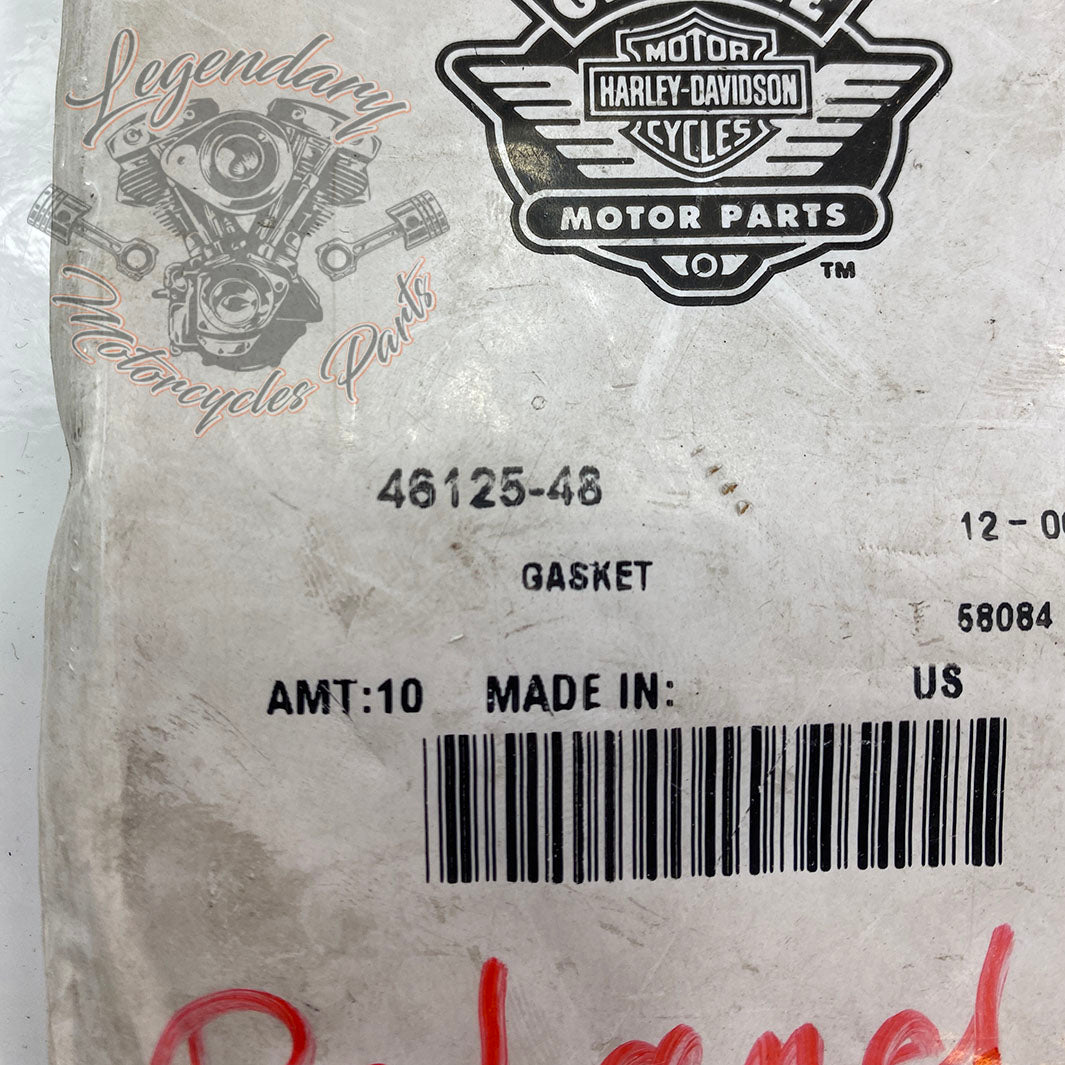 Legendary
Motorcycles Parts
MOTOR
HARLEY-DAVIDSON
CYCLES
MOTOR PARTS
TM
46125-48
12-
GASKET
58084
AMT:10 MADE IN: US